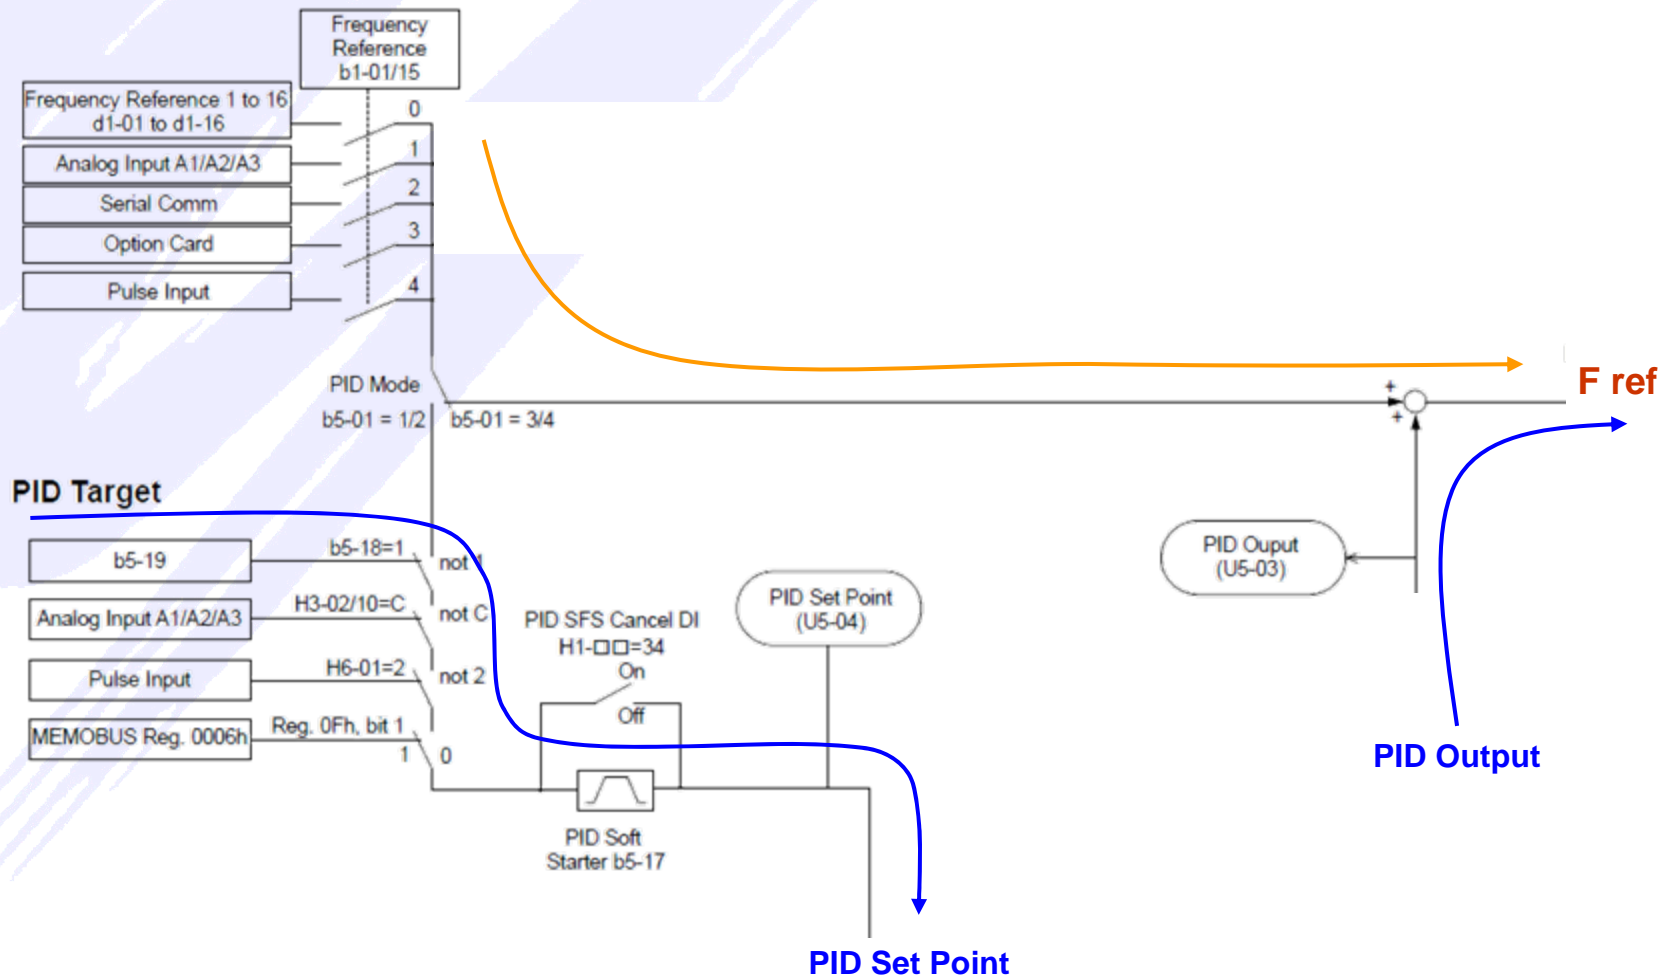 Frequency
Reference
b1-01/15
Frequency Reference 1 to 16
d1-01 to d1-16
0
Analog Input A1/A2/A3
1
Serial Comm
2
Option Card
3
Pulse Input
4
PID Mode
b5-01 = 1/2
b5-01 = 3/4
+
+
F ref
PID Target
b5-19
b5-18=1
not 1
Analog Input A1/A2/A3
H3-02/10=C
not C
Pulse Input
H6-01=2
not 2
MEMOBUS Reg. 0006h
Reg. 0Fh, bit 1
1
0
PID SFS Cancel DI
H1-□□=34
On
Off
PID Soft
Starter b5-17
PID Set Point
(U5-04)
PID Ouput
(U5-03)
PID Output
PID Set Point